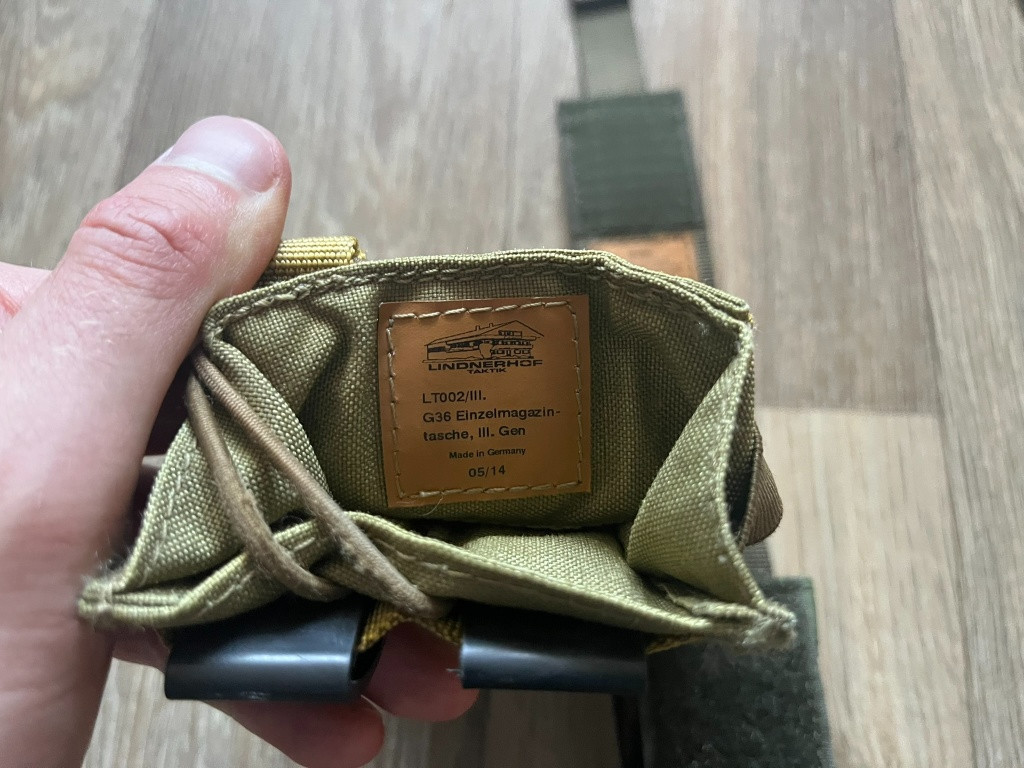 LINDNERHOF
TAKTIK
LT002/III.
G36 Einzelmagazin-
tasche, III. Gen
Made in Germany
05/14